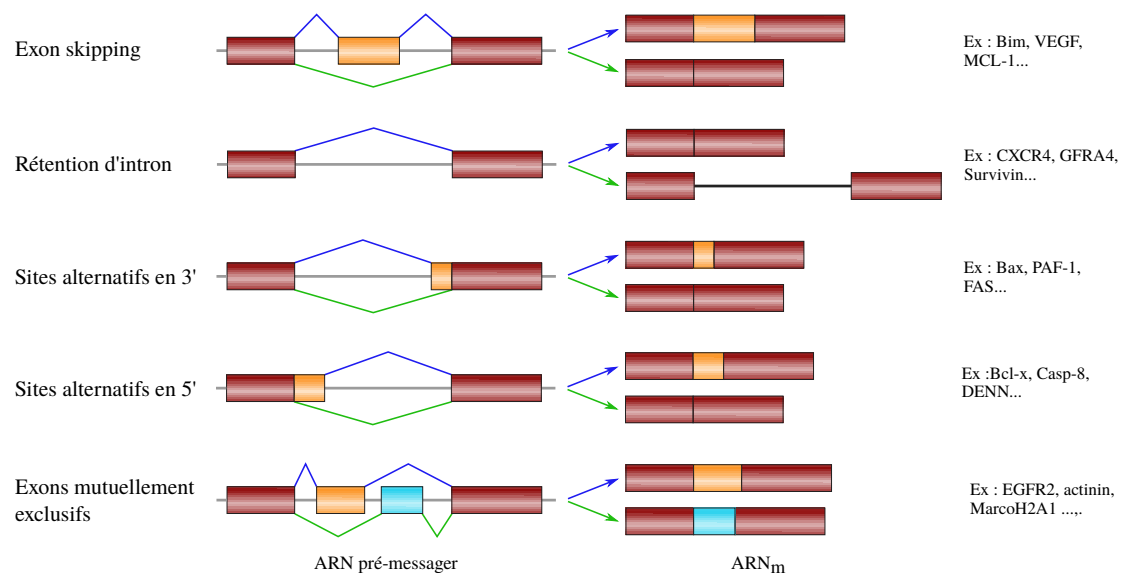 Exon skipping
Ex : Bim, VEGF,
MCL-1...
Rétention d'intron
Ex : CXCR4, GFRA4,
Survivin...
Sites alternatifs en 3'
Ex : Bax, PAF-1,
FAS...
Sites alternatifs en 5'
Ex :Bcl-x, Casp-8,
DENN...
Exons mutuellement
exclusifs
Ex : EGFR2, actinin,
MarcoH2A1 ...,.
ARN pré-messager
ARNm